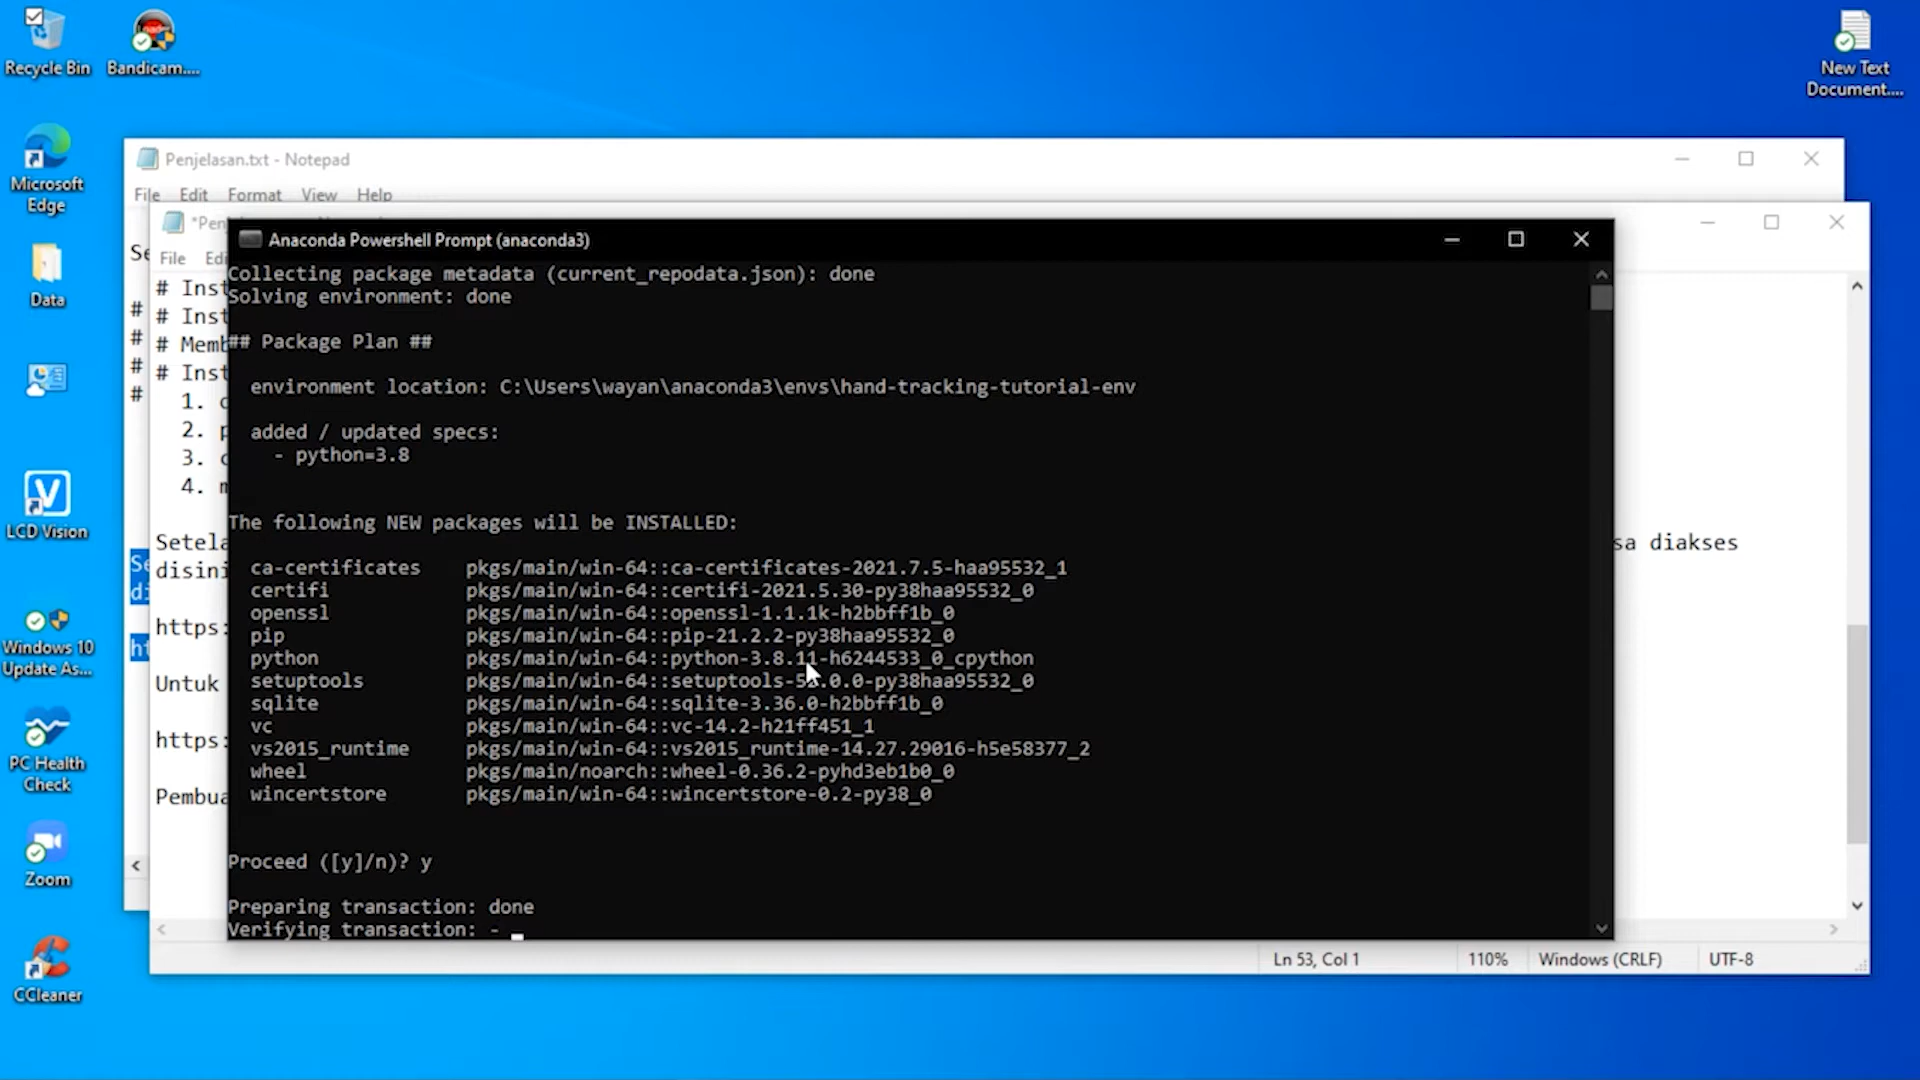 Recycle Bin
Bandicam....
New Text
Document....
Microsoft
Edge
Data
LCD Vision
Windows 10
Update As...
PC Health
Check
Zoom
CCleaner
Penjelasan.txt - Notepad
File Edit Format View Help
File
#
#
#
#
# Inst
# Inst
# Memb
# Inst
1.
2.
3.
4.
Setela
sa diakses
disini
https:
Untuk
https:
Pembua
Anaconda Powershell Prompt (anaconda3)
Collecting package metadata (current_repodata.json): done
Solving environment: done
## Package Plan ##
environment location: C:\Users\wayan\anaconda3\envs\hand-tracking-tutorial-env
added / updated specs:
- python=3.8
The following NEW packages will be INSTALLED:
ca-certificates pkgs/main/win-64::ca-certificates-2021.7.5-haa95532_1
certifi pkgs/main/win-64::certifi-2021.5.30-py38haa95532_0
openssl pkgs/main/win-64::openssl-1.1.1k-h2bbff1b_0
pip pkgs/main/win-64::pip-21.2.2-py38haa95532_0
python pkgs/main/win-64::python-3.8.11-h6244533_0_cpython
setuptools
sqlite pkgs/main/win-64::sqlite-3.36.0-h2bbff1b_0
vc pkgs/main/win-64::vc-14.2-h21ff451_1
vs2015_runtime pkgs/main/win-64::vs2015_runtime-14.27.29016-h5e58377_2
wheel pkgs/main/noarch::wheel-0.36.2-pyhd3eb1b0_0
wincertstore pkgs/main/win-64::wincertstore-0.2-py38_0
Proceed ([y]/n)? y
Preparing transaction: done
Verifying transaction: -
Ln 53, Col 1 110% Windows (CRLF) UTF-8